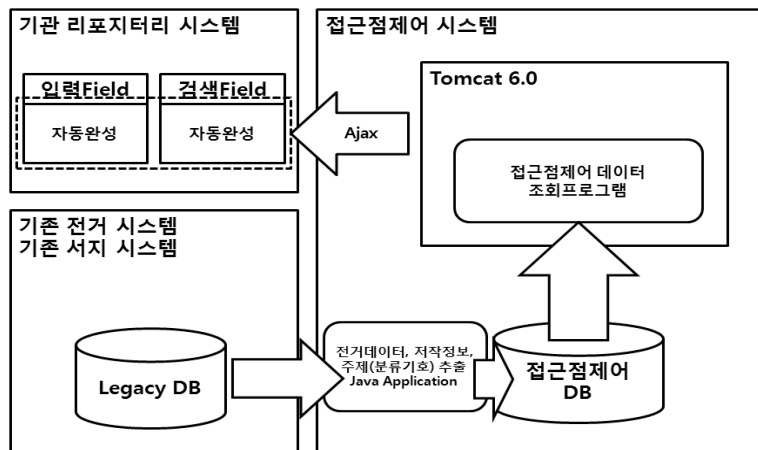 기관 리포지터리 시스템
입력Field
검색Field
자동완성
자동완성
접근점제어 시스템
Tomcat 6.0
Ajax
접근점제어 데이터
조회프로그램
기존 전거 시스템
기존 서지 시스템
Legacy DB
전거데이터, 저작정보,
주제(분류기호) 추출
Java Application
접근점제어
DB